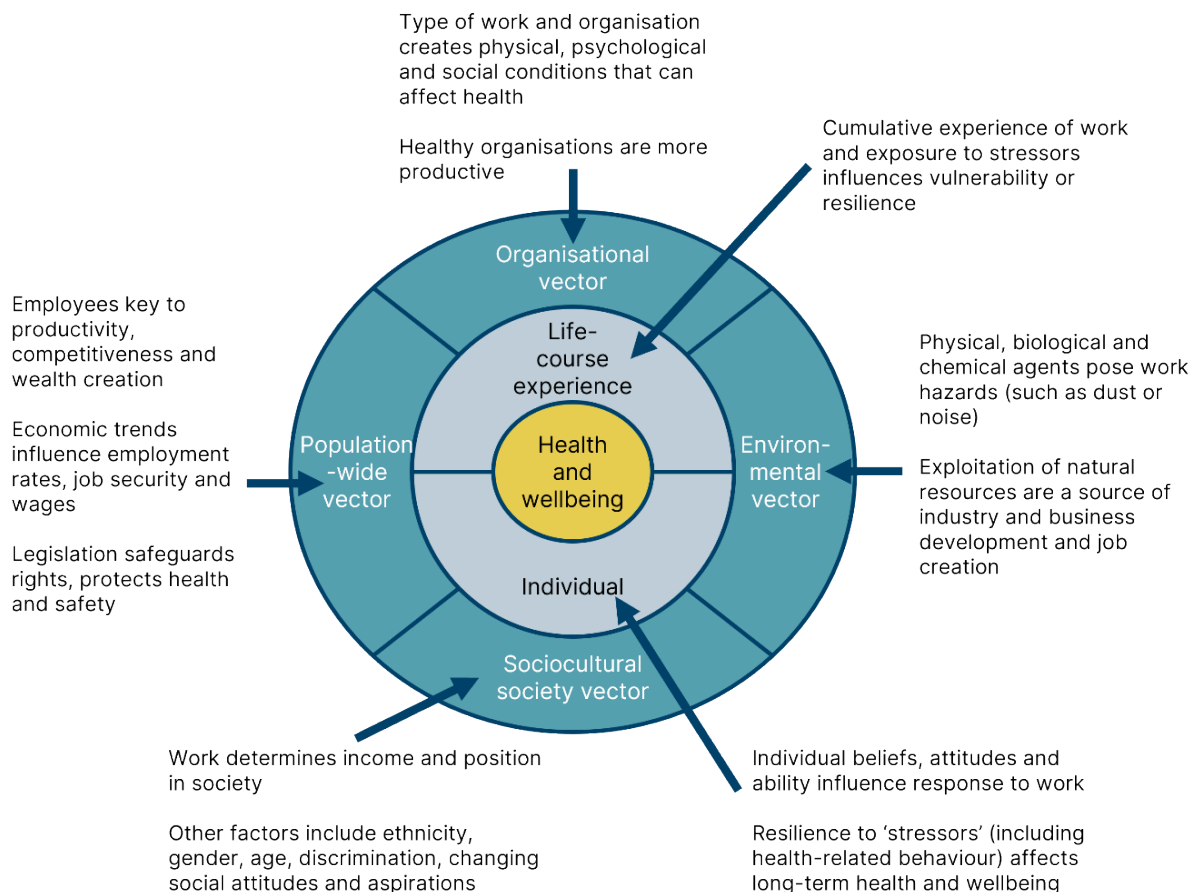 Type of work and organisation
creates physical, psychological
and social conditions that can
affect health
Healthy organisations are more
productive
Cumulative experience of work
and exposure to stressors
influences vulnerability or
resilience
Organisational
vector
Employees key to
productivity,
competitiveness and
wealth creation
Economic trends
influence employment
rates, job security and
wages
Legislation safeguards
rights, protects health
and safety
Life-
course
experience
Physical, biological and
chemical agents pose work
hazards (such as dust or
noise)
Exploitation of natural
resources are a source of
industry and business
development and job
creation
Population
-wide
vector
Health
and
wellbeing
Environ-
mental
vector
Individual
Sociocultural
society vector
Work determines income and position
in society
Other factors include ethnicity,
gender, age, discrimination, changing
social attitudes and aspirations
Individual beliefs, attitudes and
ability influence response to work
Resilience to ‘stressors’ (including
health-related behaviour) affects
long-term health and wellbeing